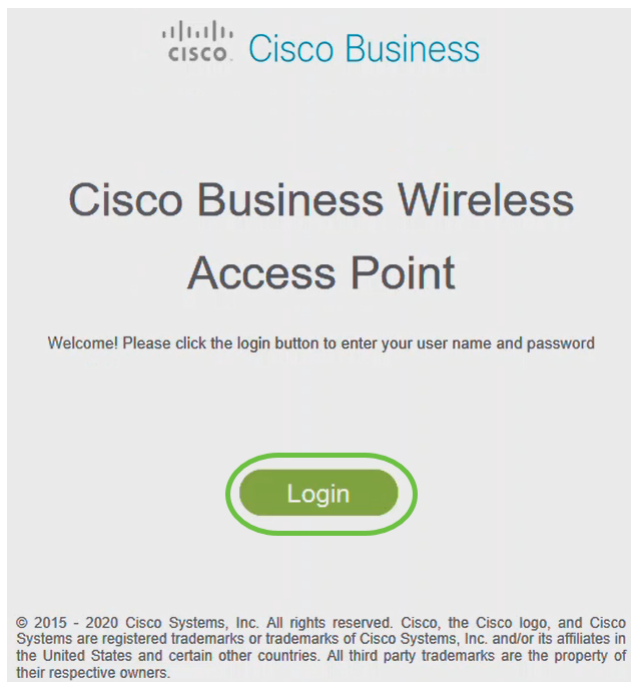 CISCO. Cisco Business
Cisco Business Wireless
Access Point
Welcome! Please click the login button to enter your user name and password
Login
© 2015 - 2020 Cisco Systems, Inc. All rights reserved. Cisco, the Cisco logo, and Cisco
Systems are registered trademarks or trademarks of Cisco Systems, Inc. and/or its affiliates in
the United States and certain other countries. All third party trademarks are the property of
their respective owners.